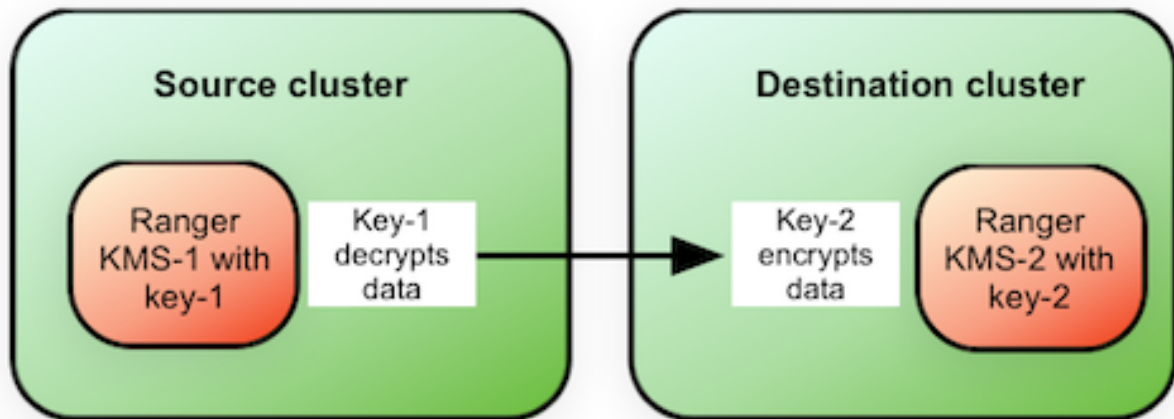 Source cluster
Ranger
KMS-1 with
key-1
Key-1
decrypts
data
Destination cluster
Key-2
encrypts
data
Ranger
KMS-2 with
key-2